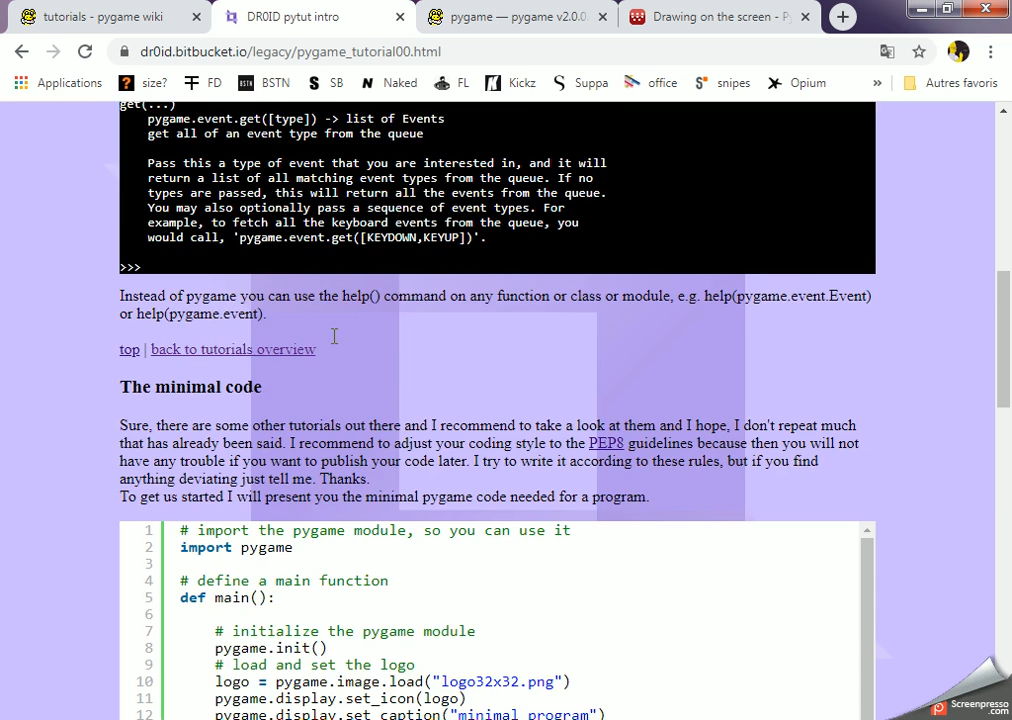 tutorials - pygame wiki
DR0ID pytut intro
pygame — pygame v2.0.0
Drawing on the screen - P
dr0id.bitbucket.io/legacy/pygame_tutorial00.html
Applications
size?
FD
BSTN
BSTN
SB
Naked
FL
Kickz
Suppa
office
snipes
Opium
»
Autres favoris
get(...)
pygame.event.get([type]) -> list of Events
get all of an event type from the queue
Pass this a type of event that you are interested in, and it will
return a list of all matching event types from the queue. If no
types are passed, this will return all the events from the queue.
You may also optionally pass a sequence of event types. For
example, to fetch all the keyboard events from the queue, you
would call, 'pygame.event.get([KEYDOWN,KEYUP])'.
>>>
Instead of pygame you can use the help() command on any function or class or module, e.g. help(pygame.event.Event)
or help(pygame.event).
top | back to tutorials overview
The minimal code
Sure, there are some other tutorials out there and I recommend to take a look at them and I hope, I don't repeat much
that has already been said. I recommend to adjust your coding style to the PEP8 guidelines because then you will not
have any trouble if you want to publish your code later. I try to write it according to these rules, but if you find
anything deviating just tell me. Thanks.
To get us started I will present you the minimal pygame code needed for a program.
1 # import the pygame module, so you can use it
2 import pygame
3
4 # define a main function
5 def main():
6
7 # initialize the pygame module
8 pygame.init()
9 # load and set the logo
10 logo = pygame.image.load("logo32x32.png")
11 pygame.display.set_icon(logo)
12 pygame.display.set_caption("minimal program")
Screenpresso
.com